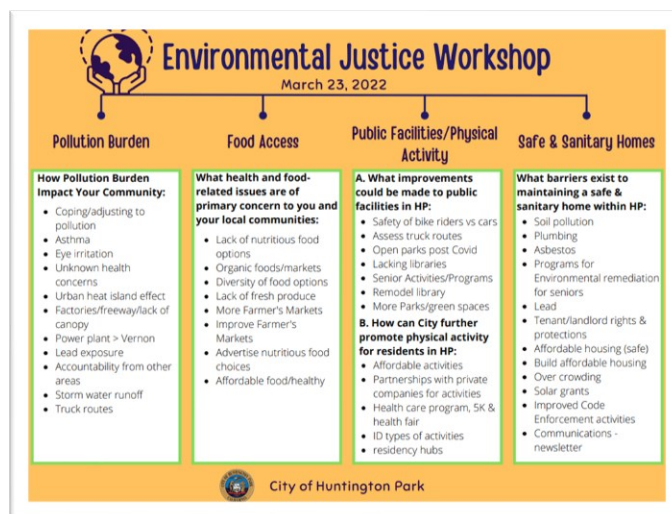 Environmental Justice Workshop
March 23, 2022
Pollution Burden
How Pollution Burden
Impact Your Community:
• Coping/adjusting to
pollution
• Asthma
• Eye irritation
• Unknown health
concerns
• Urban heat island effect
• Factories/freeway/lack of
canopy
• Power plant > Vernon
• Lead exposure
• Accountability from other
areas
• Storm water runoff
• Truck routes
Food Access
What health and food-
related issues are of
primary concern to you and
your local communities:
• Lack of nutritious food
options
• Organic foods/markets
• Diversity of food options
• Lack of fresh produce
• More Farmer's Markets
• Improve Farmer's
Markets
• Advertise nutritious food
choices
• Affordable food/healthy
Public Facilities/Physical
Activity
A. What improvements
could be made to public
facilities in HP:
• Safety of bike riders vs cars
• Assess truck routes
• Open parks post Covid
• Lacking libraries
• Senior Activities/Programs
• Remodel library
• More Parks/green spaces
B. How can City further
promote physical activity
for residents in HP:
• Affordable activities
• Partnerships with private
companies for activities
• Health care program, 5K &
health fair
• ID types of activities
• residency hubs
Safe & Sanitary Homes
What barriers exist to
maintaining a safe &
sanitary home within HP:
• Soil pollution
• Plumbing
• Asbestos
• Programs for
Environmental remediation
for seniors
• Lead
• Tenant/landlord rights &
protections
• Affordable housing (safe)
• Build affordable housing
• Over crowding
• Solar grants
• Improved Code
Enforcement activities
• Communications -
newsletter
City of Huntington Park